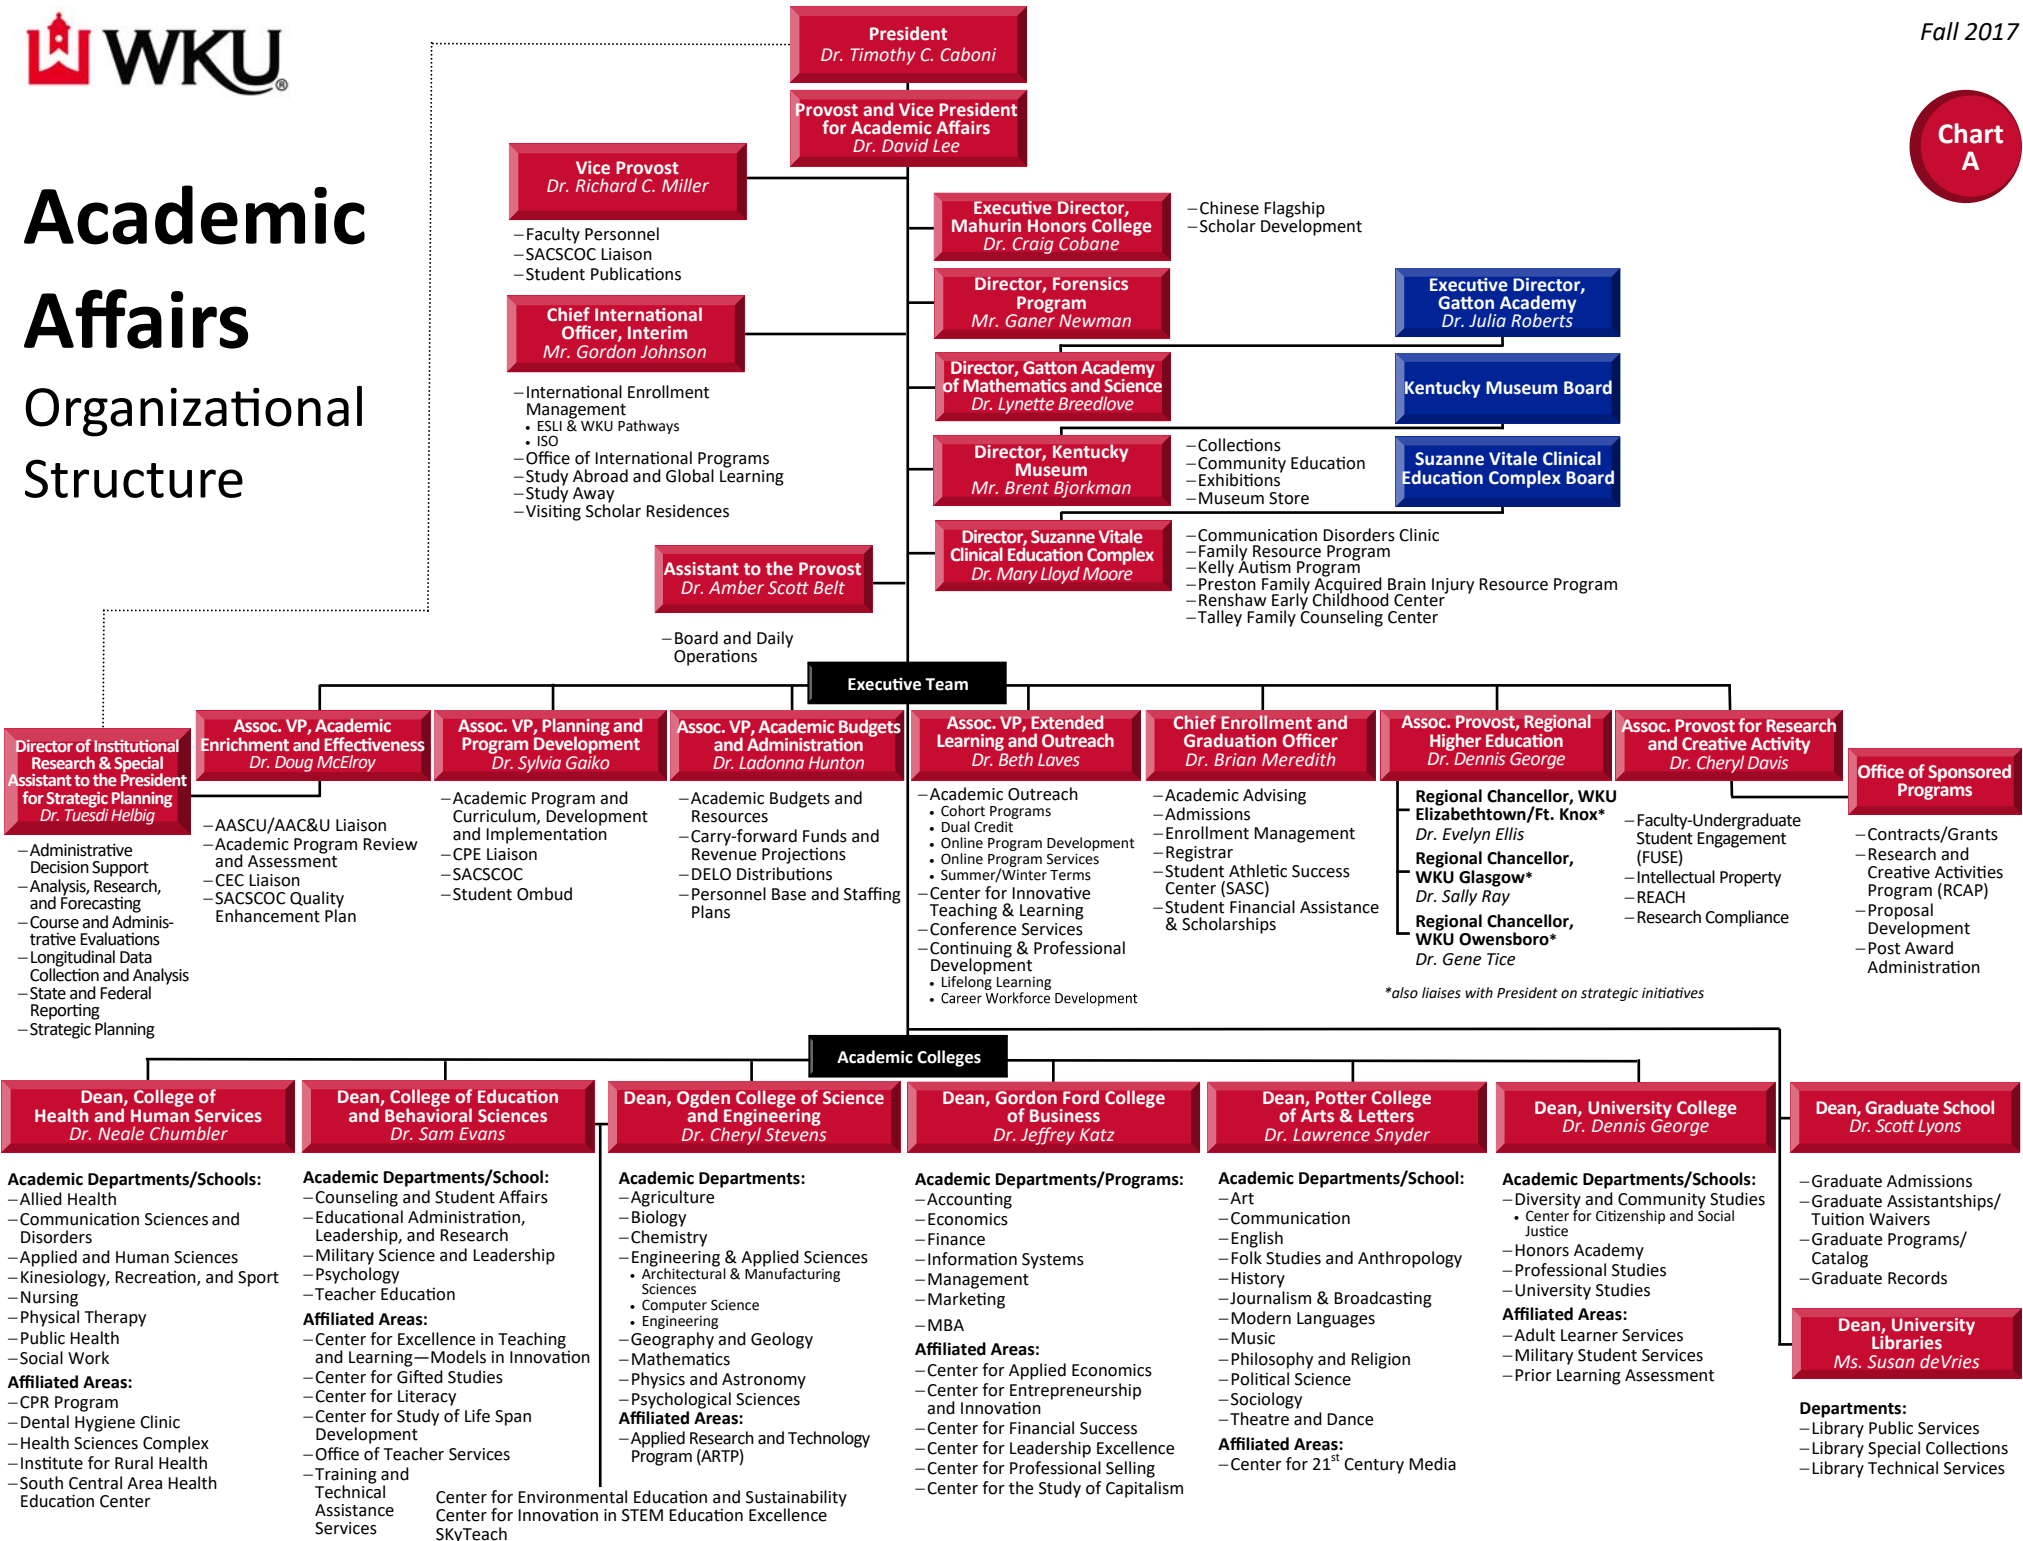 WKU®
Fall 2017
Chart
A
Academic
Affairs
Organizational
Structure
President
Dr. Timothy C. Caboni
Provost and Vice President
for Academic Affairs
Dr. David Lee
Vice Provost
Dr. Richard C. Miller
–Faculty Personnel
–SACSCOC Liaison
–Student Publications
Chief International
Officer, Interim
Mr. Gordon Johnson
–International Enrollment
Management
• ESLI & WKU Pathways
• ISO
–Office of International Programs
–Study Abroad and Global Learning
–Study Away
–Visiting Scholar Residences
Assistant to the Provost
Dr. Amber Scott Belt
–Board and Daily
Operations
Executive Director,
Mahurin Honors College
Dr. Craig Cobane
–Chinese Flagship
–Scholar Development
Director, Forensics
Program
Mr. Ganer Newman
Executive Director,
Gatton Academy
Dr. Julia Roberts
Director, Gatton Academy
of Mathematics and Science
Dr. Lynette Breedlove
Kentucky Museum Board
Director, Kentucky
Museum
Mr. Brent Bjorkman
–Collections
–Community Education
–Exhibitions
–Museum Store
Suzanne Vitale Clinical
Education Complex Board
Director, Suzanne Vitale
Clinical Education Complex
Dr. Mary Lloyd Moore
–Communication Disorders Clinic
–Family Resource Program
–Kelly Autism Program
–Preston Family Acquired Brain Injury Resource Program
–Renshaw Early Childhood Center
–Talley Family Counseling Center
Executive Team
Director of Institutional
Research & Special
Assistant to the President
for Strategic Planning
Dr. Tuesdi Helbig
–Administrative
Decision Support
–Analysis, Research,
and Forecasting
–Course and Adminis-
trative Evaluations
–Longitudinal Data
Collection and Analysis
–State and Federal
Reporting
–Strategic Planning
Assoc. VP, Academic
Enrichment and Effectiveness
Dr. Doug McElroy
–AASCU/AAC&U Liaison
–Academic Program Review
and Assessment
–CEC Liaison
–SACSCOC Quality
Enhancement Plan
Assoc. VP, Planning and
Program Development
Dr. Sylvia Gaiko
–Academic Program and
Curriculum, Development
and Implementation
–CPE Liaison
–SACSCOC
–Student Ombud
Assoc. VP, Academic Budgets
and Administration
Dr. Ladonna Hunton
–Academic Budgets and
Resources
–Carry-forward Funds and
Revenue Projections
–DELO Distributions
–Personnel Base and Staffing
Plans
Assoc. VP, Extended
Learning and Outreach
Dr. Beth Laves
–Academic Outreach
• Cohort Programs
• Dual Credit
• Online Program Development
• Online Program Services
• Summer/Winter Terms
–Center for Innovative
Teaching & Learning
–Conference Services
–Continuing & Professional
Development
• Lifelong Learning
• Career Workforce Development
Chief Enrollment and
Graduation Officer
Dr. Brian Meredith
–Academic Advising
–Admissions
–Enrollment Management
–Registrar
–Student Athletic Success
Center (SASC)
–Student Financial Assistance
& Scholarships
Assoc. Provost, Regional
Higher Education
Dr. Dennis George
Regional Chancellor, WKU
Elizabethtown/Ft. Knox*
Dr. Evelyn Ellis
Regional Chancellor,
WKU Glasgow*
Dr. Sally Ray
Regional Chancellor,
WKU Owensboro*
Dr. Gene Tice
*also liaises with President on strategic initiatives
Assoc. Provost for Research
and Creative Activity
Dr. Cheryl Davis
–Faculty-Undergraduate
Student Engagement
(FUSE)
–Intellectual Property
–REACH
–Research Compliance
Office of Sponsored
Programs
–Contracts/Grants
–Research and
Creative Activities
Program (RCAP)
–Proposal
Development
–Post Award
Administration
Academic Colleges
Dean, College of
Health and Human Services
Dr. Neale Chumbler
Academic Departments/Schools:
–Allied Health
–Communication Sciences and
Disorders
–Applied and Human Sciences
–Kinesiology, Recreation, and Sport
–Nursing
–Physical Therapy
–Public Health
–Social Work
Affiliated Areas:
–CPR Program
–Dental Hygiene Clinic
–Health Sciences Complex
–Institute for Rural Health
–South Central Area Health
Education Center
Dean, College of Education
and Behavioral Sciences
Dr. Sam Evans
Academic Departments/School:
–Counseling and Student Affairs
–Educational Administration,
Leadership, and Research
–Military Science and Leadership
–Psychology
–Teacher Education
Affiliated Areas:
–Center for Excellence in Teaching
and Learning—Models in Innovation
–Center for Gifted Studies
–Center for Literacy
–Center for Study of Life Span
Development
–Office of Teacher Services
–Training and
Technical
Assistance
Services
Center for Environmental Education and Sustainability
Center for Innovation in STEM Education Excellence
SKyTeach
Dean, Ogden College of Science
and Engineering
Dr. Cheryl Stevens
Academic Departments:
–Agriculture
–Biology
–Chemistry
–Engineering & Applied Sciences
• Architectural & Manufacturing
Sciences
• Computer Science
• Engineering
–Geography and Geology
–Mathematics
–Physics and Astronomy
–Psychological Sciences
Affiliated Areas:
–Applied Research and Technology
Program (ARTP)
Dean, Gordon Ford College
of Business
Dr. Jeffrey Katz
Academic Departments/Programs:
–Accounting
–Economics
–Finance
–Information Systems
–Management
–Marketing
–MBA
Affiliated Areas:
–Center for Applied Economics
–Center for Entrepreneurship
and Innovation
–Center for Financial Success
–Center for Leadership Excellence
–Center for Professional Selling
–Center for the Study of Capitalism
Dean, Potter College
of Arts & Letters
Dr. Lawrence Snyder
Academic Departments/School:
–Art
–Communication
–English
–Folk Studies and Anthropology
–History
–Journalism & Broadcasting
–Modern Languages
–Music
–Philosophy and Religion
–Political Science
–Sociology
–Theatre and Dance
Affiliated Areas:
–Center for 21st Century Media
Dean, University College
Dr. Dennis George
Academic Departments/Schools:
–Diversity and Community Studies
• Center for Citizenship and Social
Justice
–Honors Academy
–Professional Studies
–University Studies
Affiliated Areas:
–Adult Learner Services
–Military Student Services
–Prior Learning Assessment
Dean, Graduate School
Dr. Scott Lyons
–Graduate Admissions
–Graduate Assistantships/
Tuition Waivers
–Graduate Programs/
Catalog
–Graduate Records
Dean, University
Libraries
Ms. Susan deVries
Departments:
–Library Public Services
–Library Special Collections
–Library Technical Services